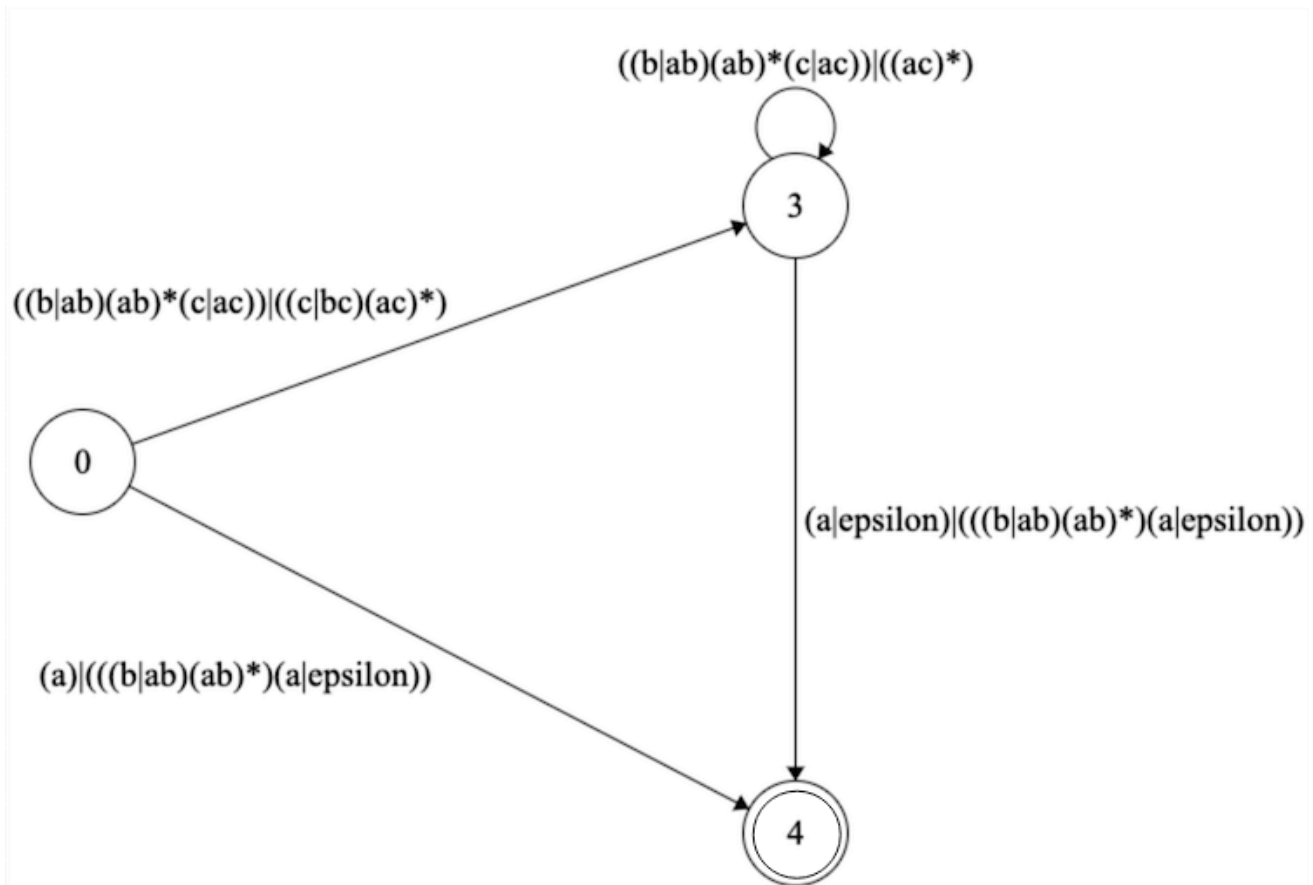 ((b|ab)(ab)*(c|ac))|((ac)*)
3
((b|ab)(ab)*(c|ac))|((c|bc)(ac)*)
0
(a|epsilon)|(((b|ab)(ab)*)(a|epsilon))
(a)|(((b|ab)(ab)*)(a|epsilon))
4